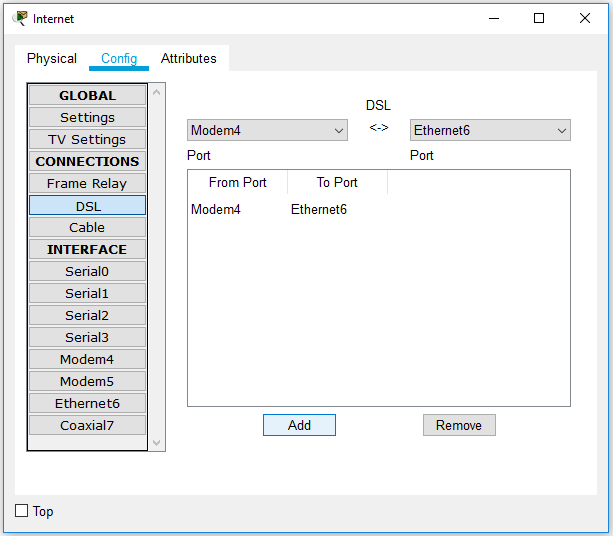 Internet
Physical Config Attributes
GLOBAL
Settings
TV Settings
CONNECTIONS
Frame Relay
DSL
Cable
INTERFACE
Serial0
Serial1
Serial2
Serial3
Modem4
Modem5
Ethernet6
Coaxial7
DSL
Modem4 <-> Ethernet6
Port Port
From Port To Port
Modem4 Ethernet6
Add Remove
Top